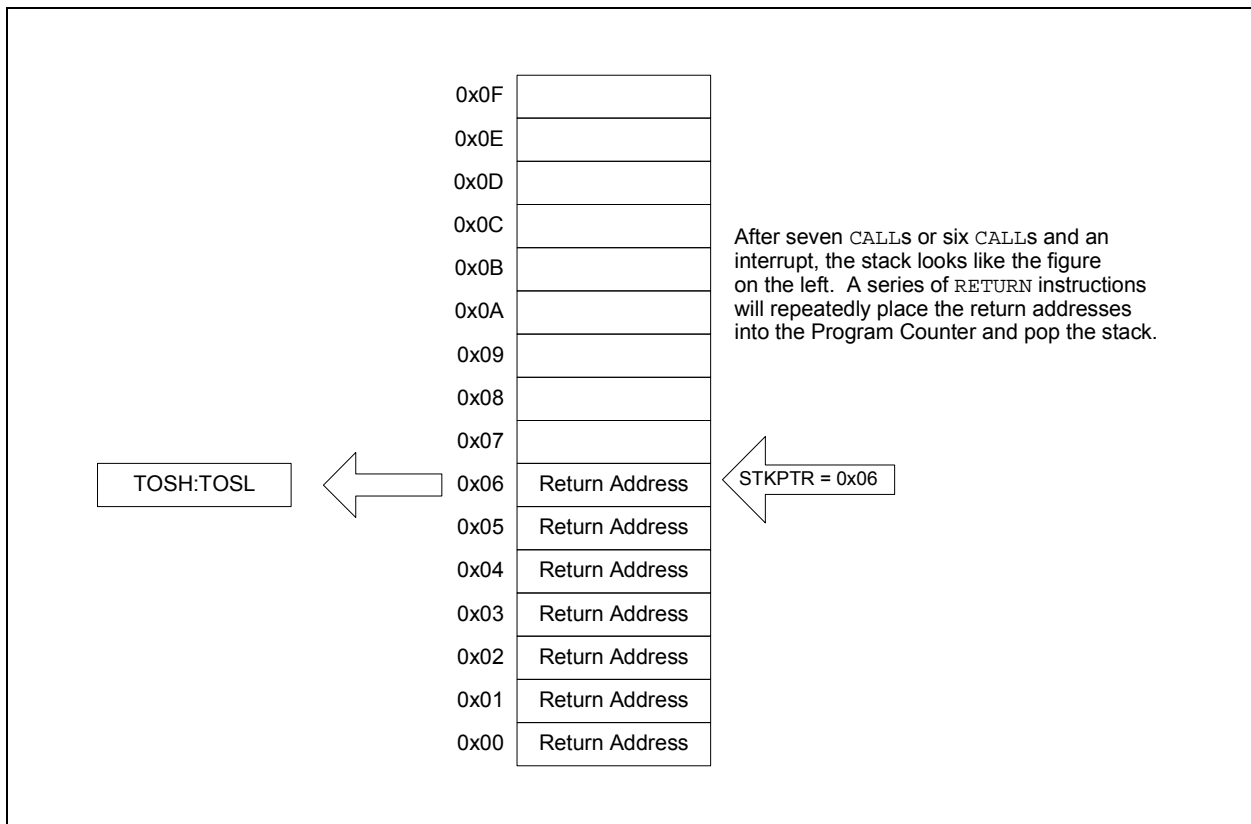 0x0F
0x0E
0x0D
0x0C
0x0B
0x0A
0x09
0x08
0x07
After seven CALLs or six CALLs and an
interrupt, the stack looks like the figure
on the left. A series of RETURN instructions
will repeatedly place the return addresses
into the Program Counter and pop the stack.
TOSH:TOSL
0x06 Return Address
STKPTR = 0x06
0x05 Return Address
0x04 Return Address
0x03 Return Address
0x02 Return Address
0x01 Return Address
0x00 Return Address